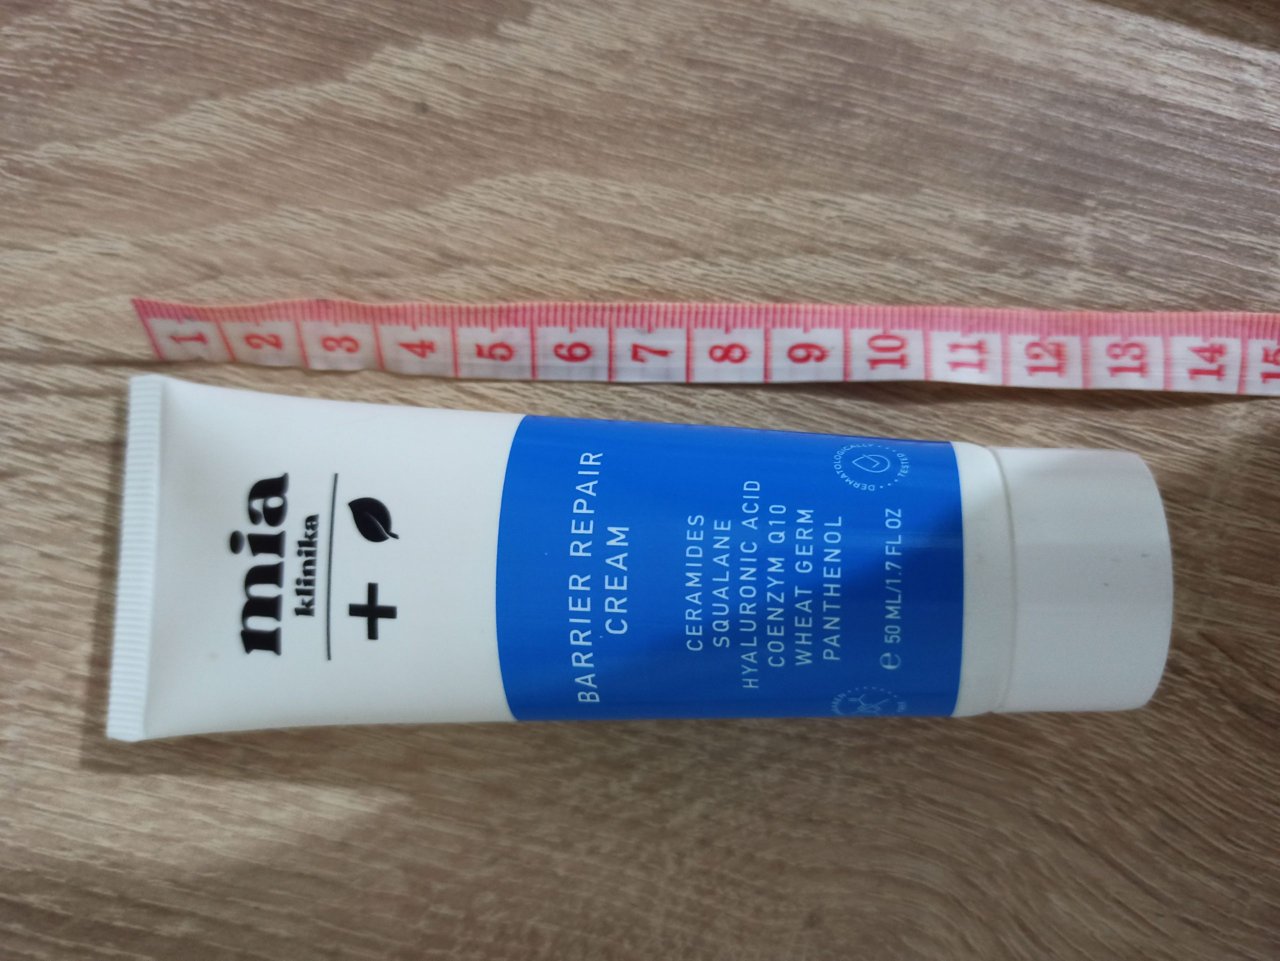 1 2 3 4 5 6 7 8 9 10 11 12 13 14 15
mia
klinika
+
BARRIER REPAIR
CREAM
CERAMIDES
SQUALANE
HYALURONIC ACID
COENZYM Q10
WHEAT GERM
PANTHENOL
DERMATOLOGICALLY TESTED
℮ 50 ML/1.7 FL OZ